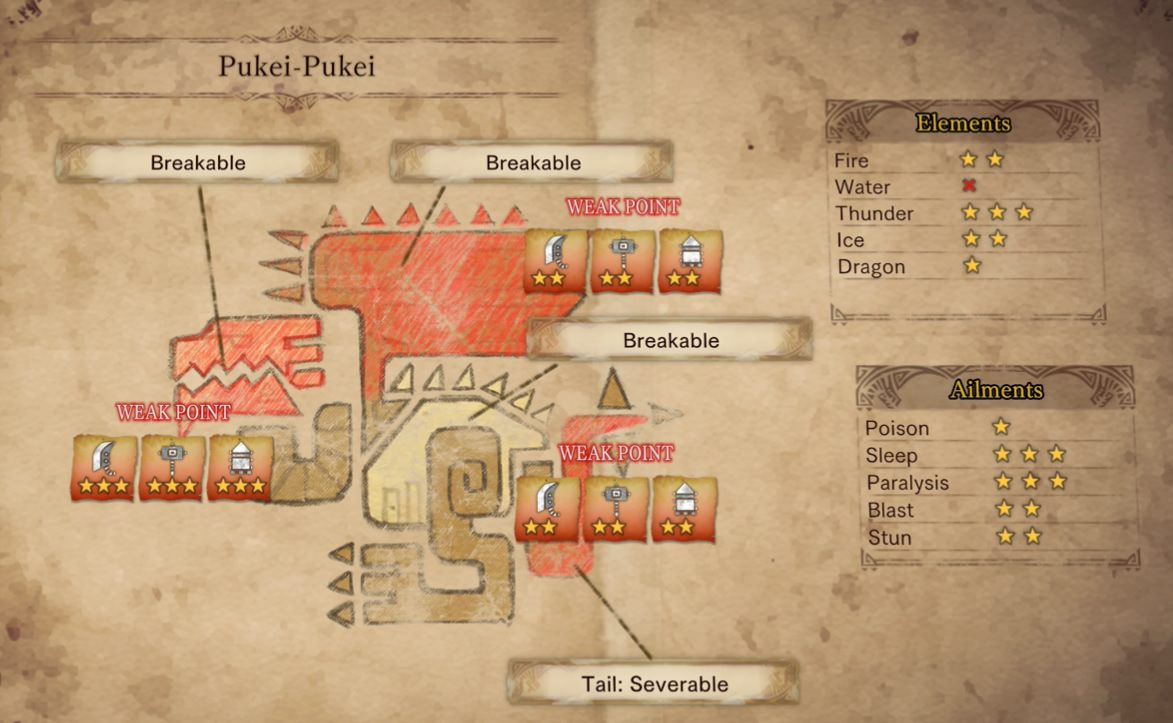 Pukei-Pukei
Breakable
Breakable
WEAK POINT
Breakable
WEAK POINT
WEAK POINT
Tail: Severable
Elements
Fire
Water
Thunder
Ice
Dragon
Ailments
Poison
Sleep
Paralysis
Blast
Stun